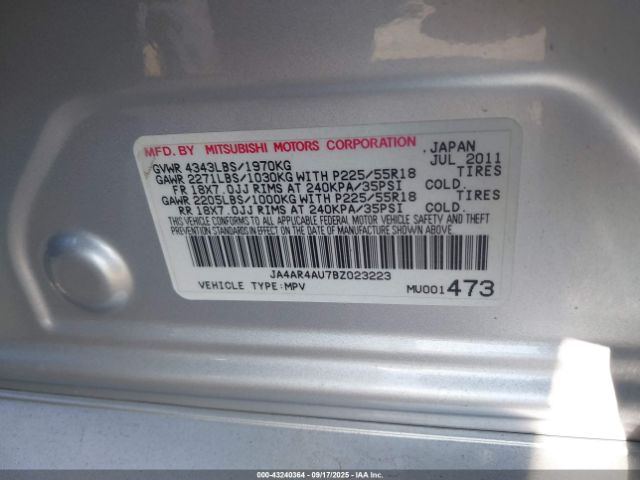 MFD.BY MITSUBISHI MOTORS CORPORATION JAPAN
GVWR 4343LBS/1970KG JUL 2011
GAWR 2271LBS/1030KG WITH P225/55R18 TIRES
FR 18X7.0JJ RIMS AT 240KPA/35PSI COLD.
GAWR 2205LBS/1000KG WITH P225/55R18 TIRES
RR 18X7.0JJ RIMS AT 240KPA/35PSI COLD.
THIS VEHICLE CONFORMS TO ALL APPLICABLE FEDERAL MOTOR VEHICLE SAFETY AND
THEFT PREVENTION STANDARDS IN EFFECT ON THE DATE OF MANUFACTURE SHOWN ABOVE.
JA4AR4AU7BZ023223
VEHICLE TYPE:MPV MU001473
IAA 43240364 | 09/17/2025 | IAA Inc.